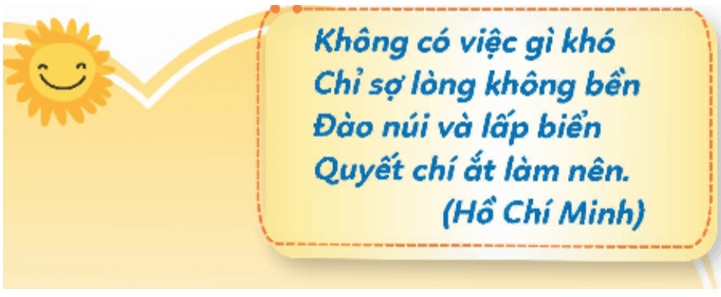 Không có việc gì khó
Chỉ sợ lòng không bền
Đào núi và lấp biển
Quyết chí ắt làm nên.
(Hồ Chí Minh)